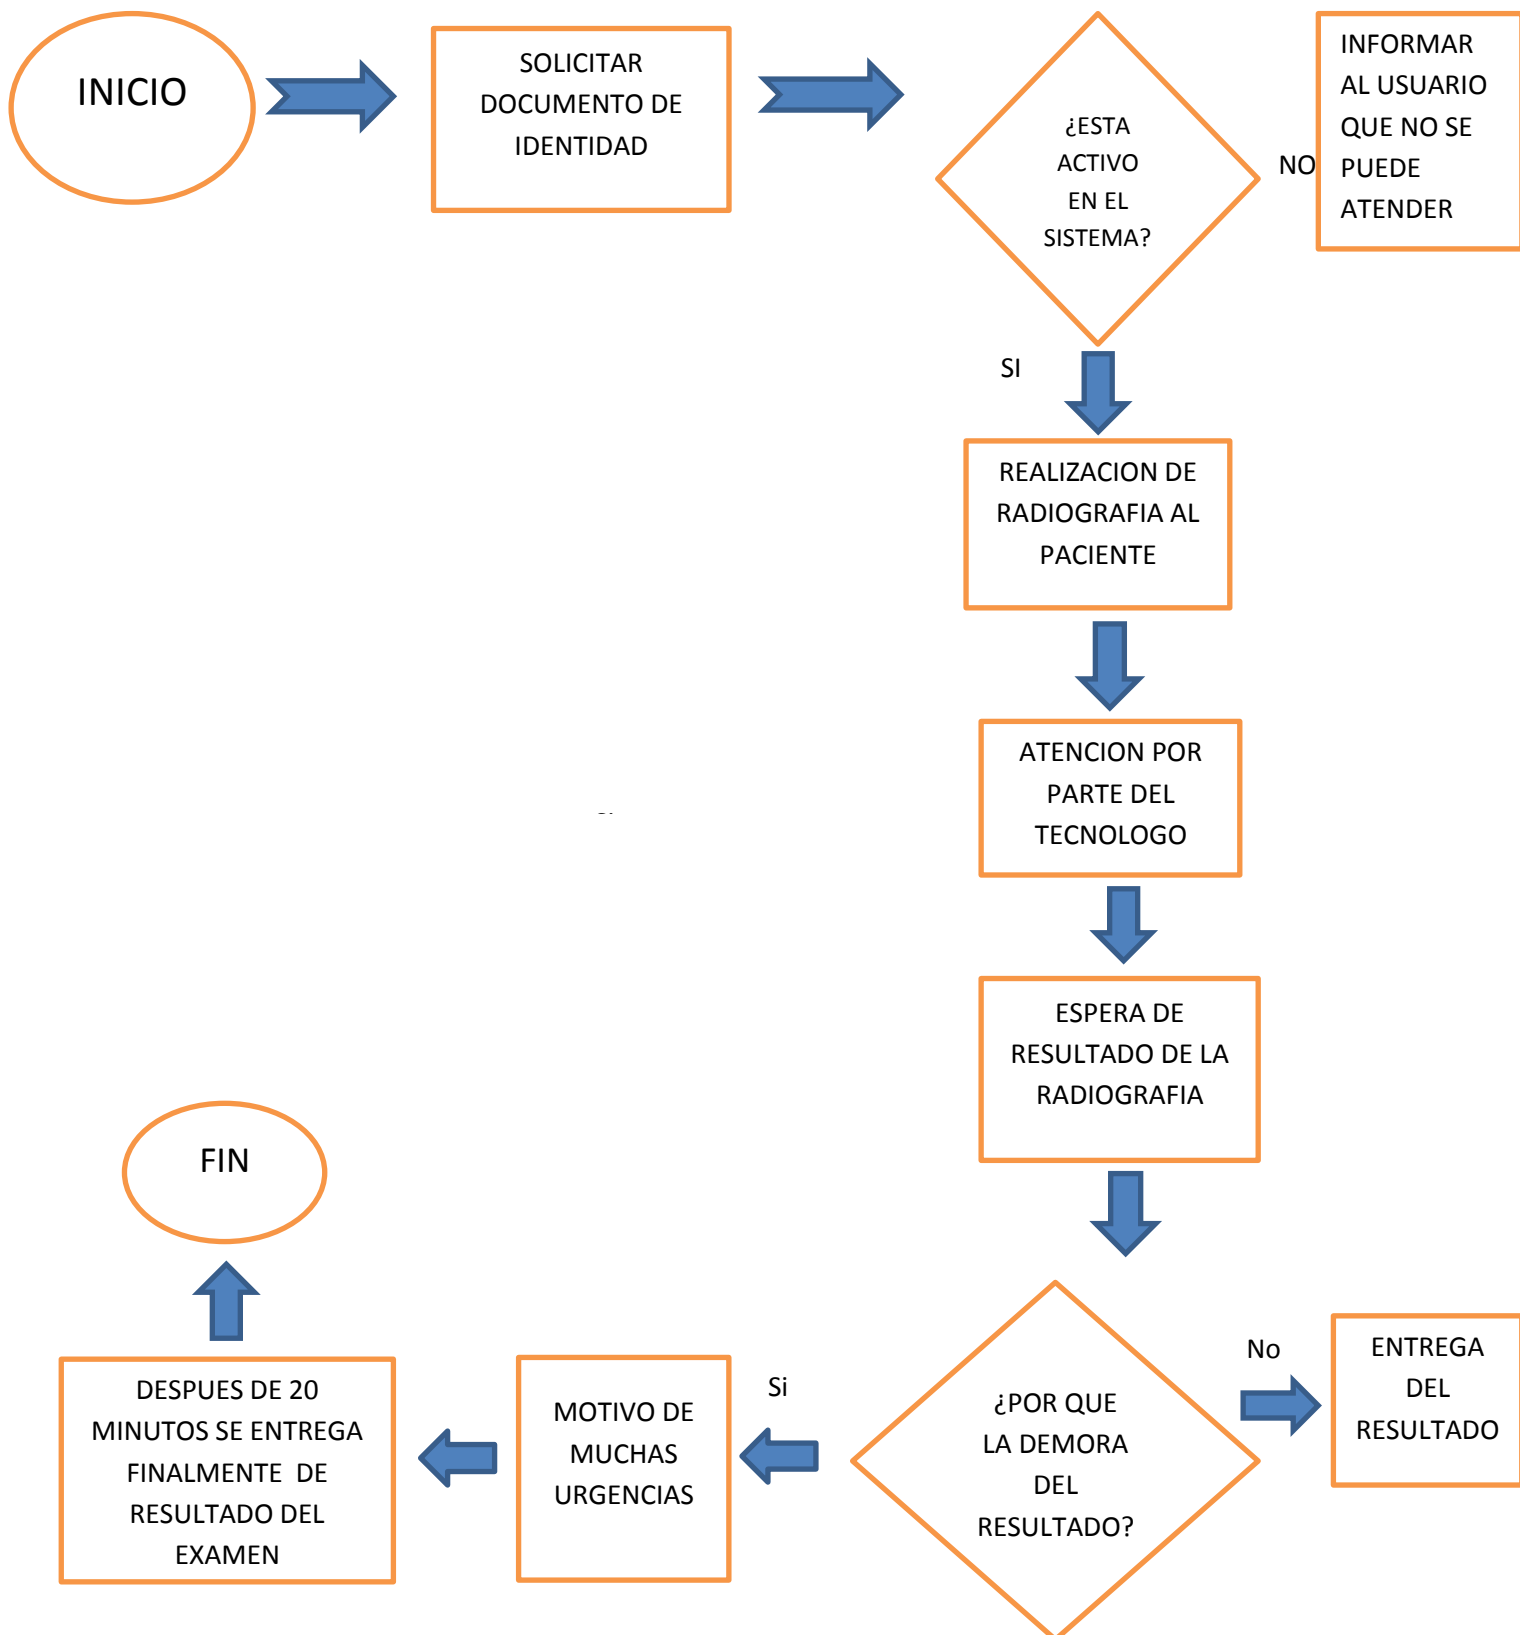 INICIO
SOLICITAR
DOCUMENTO DE
IDENTIDAD
¿ESTA
ACTIVO
EN EL
SISTEMA?
NO
INFORMAR
AL USUARIO
QUE NO SE
PUEDE
ATENDER
SI
REALIZACION DE
RADIOGRAFIA AL
PACIENTE
ATENCION POR
PARTE DEL
TECNOLOGO
ESPERA DE
RESULTADO DE LA
RADIOGRAFIA
¿POR QUE
LA DEMORA
DEL
RESULTADO?
No
ENTREGA
DEL
RESULTADO
Si
MOTIVO DE
MUCHAS
URGENCIAS
DESPUES DE 20
MINUTOS SE ENTREGA
FINALMENTE  DE
RESULTADO DEL
EXAMEN
FIN